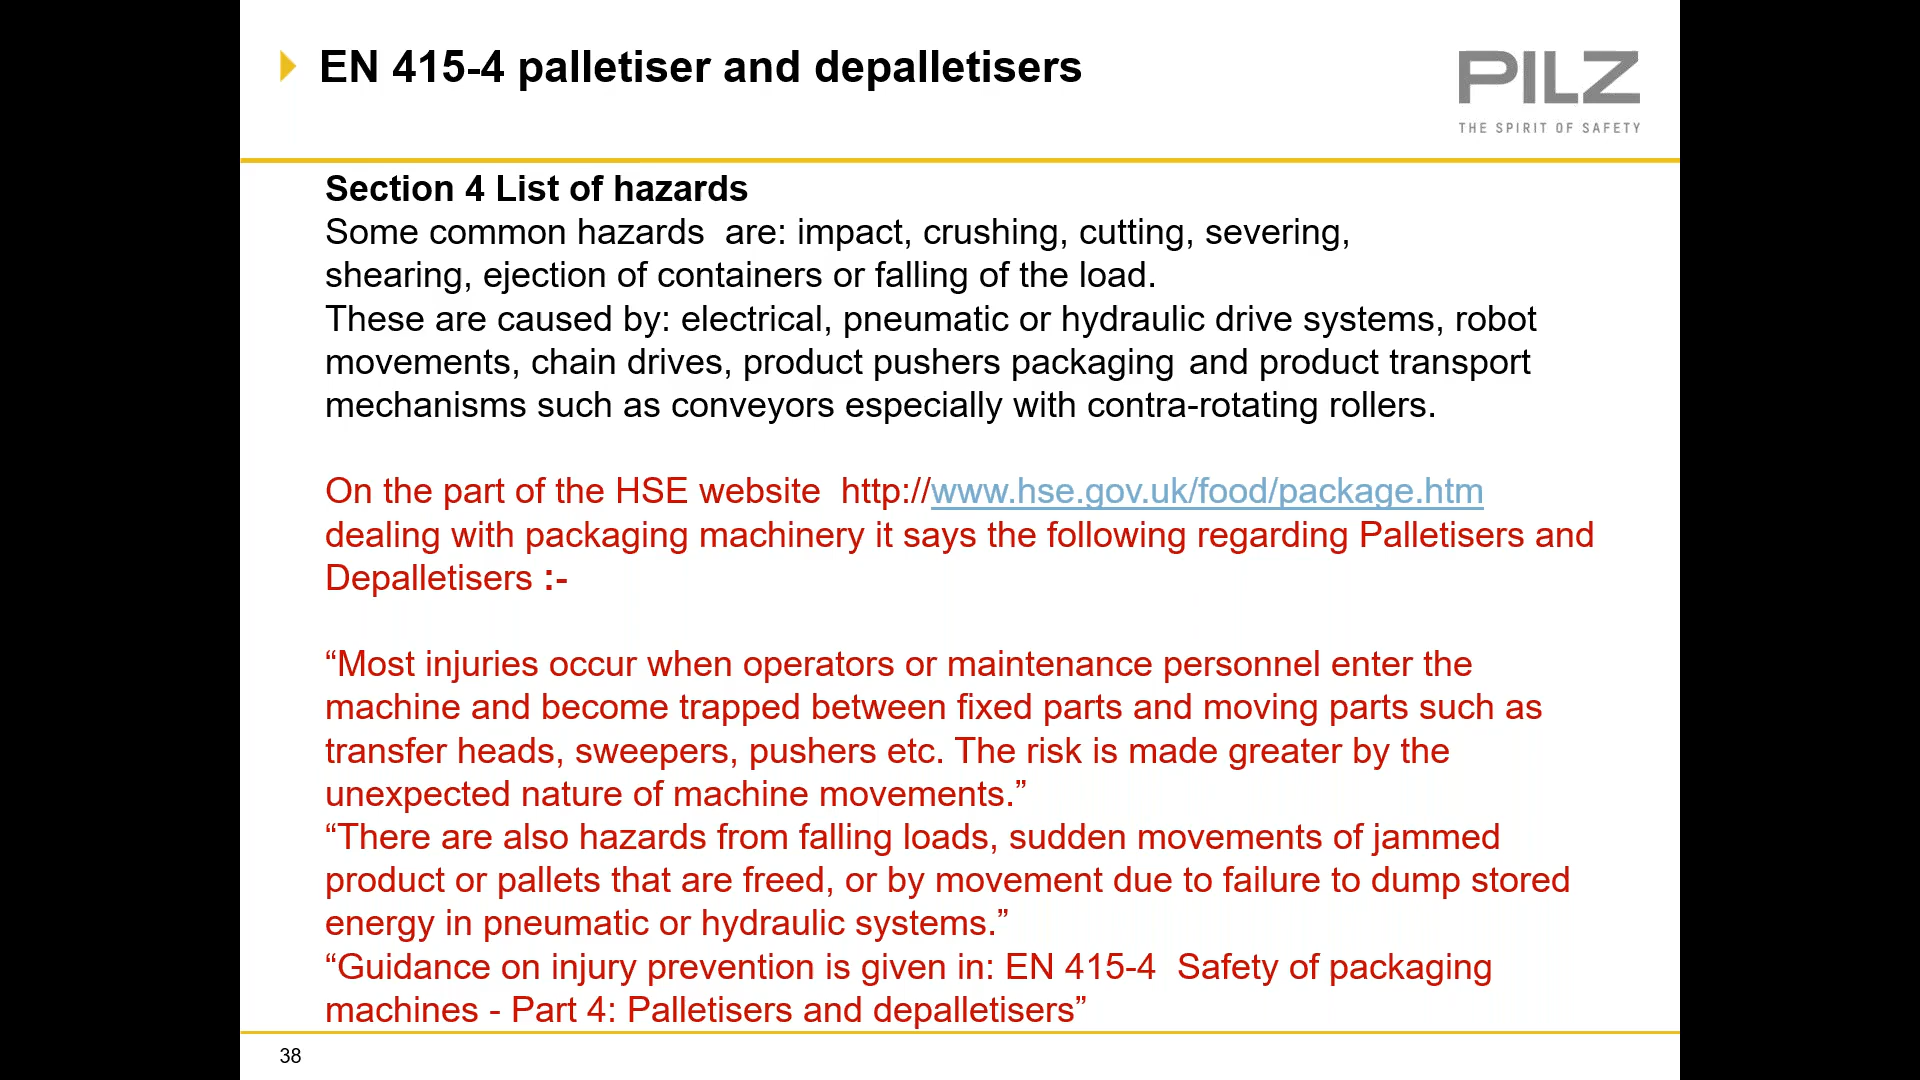 EN 415-4 palletiser and depalletisers
PILZ
THE SPIRIT OF SAFETY
Section 4 List of hazards
Some common hazards  are: impact, crushing, cutting, severing,
shearing, ejection of containers or falling of the load.
These are caused by: electrical, pneumatic or hydraulic drive systems, robot
movements, chain drives, product pushers packaging and product transport
mechanisms such as conveyors especially with contra-rotating rollers.
On the part of the HSE website  http://www.hse.gov.uk/food/package.htm
dealing with packaging machinery it says the following regarding Palletisers and
Depalletisers :-
“Most injuries occur when operators or maintenance personnel enter the
machine and become trapped between fixed parts and moving parts such as
transfer heads, sweepers, pushers etc. The risk is made greater by the
unexpected nature of machine movements.”
“There are also hazards from falling loads, sudden movements of jammed
product or pallets that are freed, or by movement due to failure to dump stored
energy in pneumatic or hydraulic systems.”
“Guidance on injury prevention is given in: EN 415-4  Safety of packaging
machines - Part 4: Palletisers and depalletisers”
38